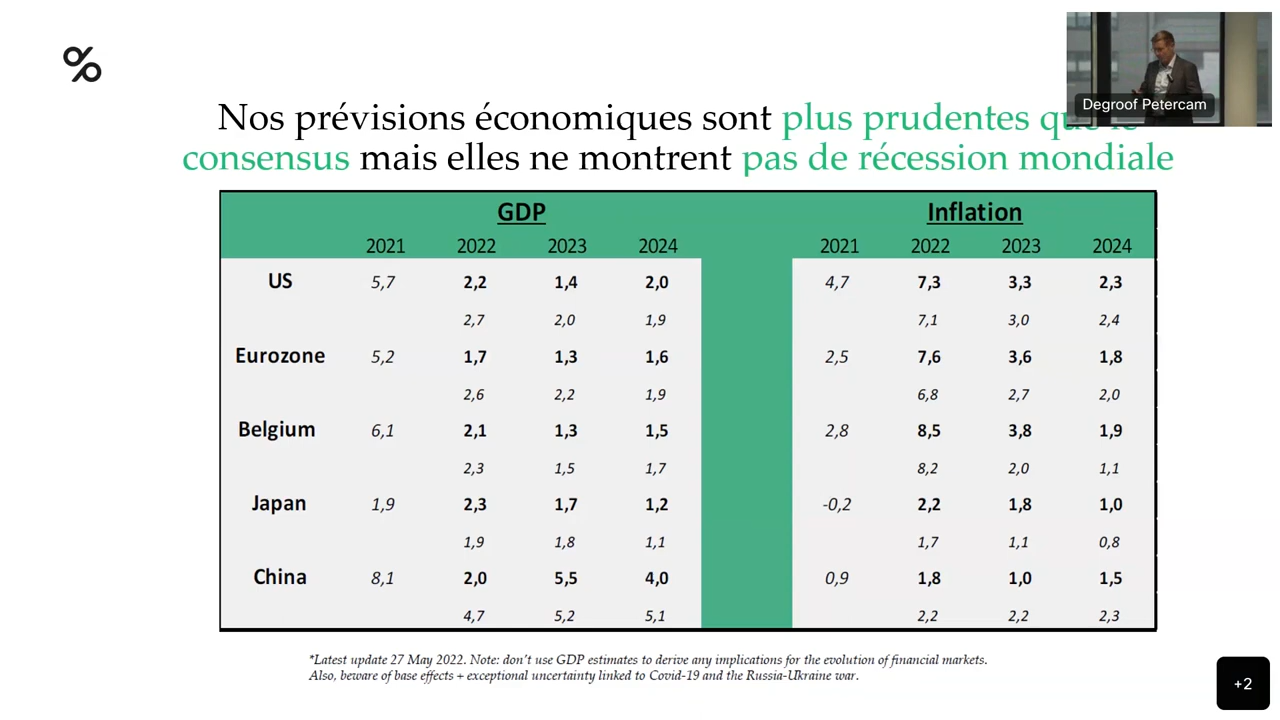 Degroof Petercam
Nos prévisions économiques sont plus prudentes que le
consensus mais elles ne montrent pas de récession mondiale
GDP Inflation
2021 2022 2023 2024 2021 2022 2023 2024
US 5,7 2,2 1,4 2,0 4,7 7,3 3,3 2,3
2,7 2,0 1,9 7,1 3,0 2,4
Eurozone 5,2 1,7 1,3 1,6 2,5 7,6 3,6 1,8
2,6 2,2 1,9 6,8 2,7 2,0
Belgium 6,1 2,1 1,3 1,5 2,8 8,5 3,8 1,9
2,3 1,5 1,7 8,2 2,0 1,1
Japan 1,9 2,3 1,7 1,2 -0,2 2,2 1,8 1,0
1,9 1,8 1,1 1,7 1,1 0,8
China 8,1 2,0 5,5 4,0 0,9 1,8 1,0 1,5
4,7 5,2 5,1 2,2 2,2 2,3
*Latest update 27 May 2022. Note: don't use GDP estimates to derive any implications for the evolution of financial markets.
Also, beware of base effects + exceptional uncertainty linked to Covid-19 and the Russia-Ukraine war.
+2